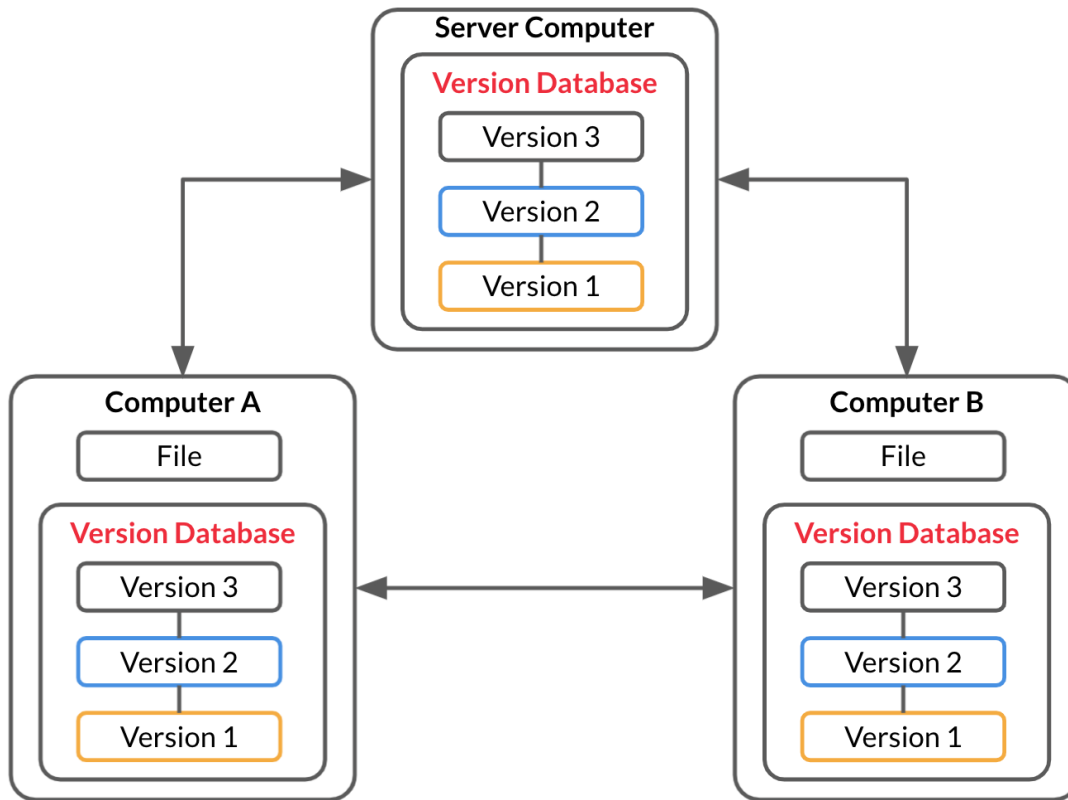 Server Computer
Version Database
Version 3
Version 2
Version 1
Computer A
File
Version Database
Version 3
Version 2
Version 1
Computer B
File
Version Database
Version 3
Version 2
Version 1